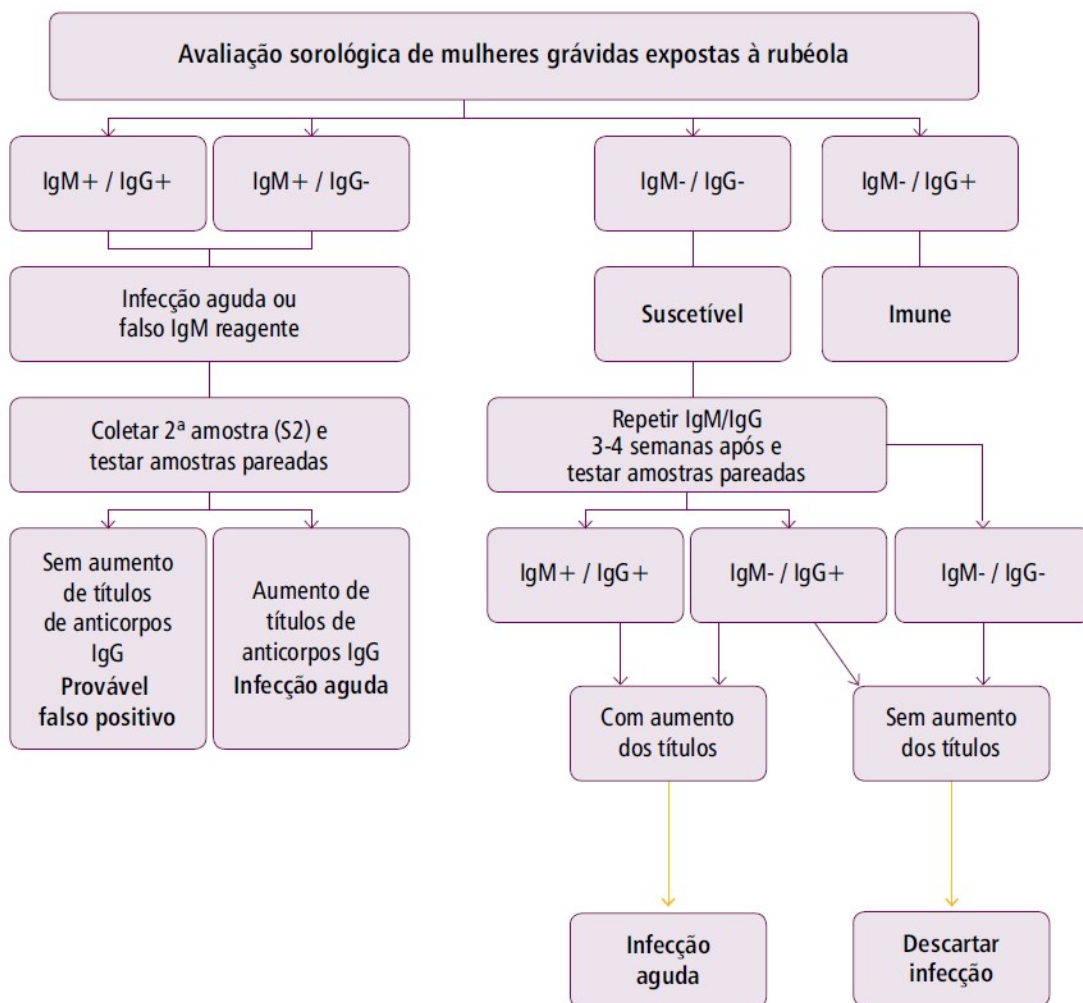 Avaliação sorológica de mulheres grávidas expostas à rubéola
IgM+ / IgG+
IgM+ / IgG-
IgM- / IgG-
IgM- / IgG+
Infecção aguda ou
falso IgM reagente
Suscetível
Imune
Coletar 2ª amostra (S2) e
testar amostras pareadas
Repetir IgM/IgG
3-4 semanas após e
testar amostras pareadas
Sem aumento
de títulos
de anticorpos
IgG
Provável
falso positivo
Aumento de
títulos de
anticorpos IgG
Infecção aguda
IgM+ / IgG+
IgM- / IgG+
IgM- / IgG-
Com aumento
dos títulos
Sem aumento
dos títulos
Infecção
aguda
Descartar
infecção